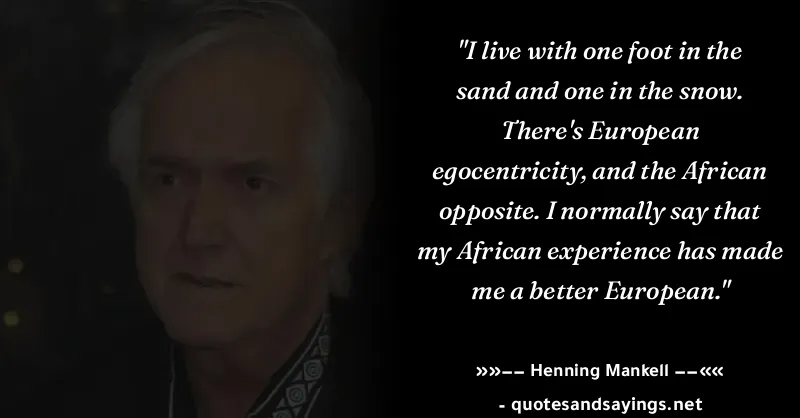 "I live with one foot in the
sand and one in the snow.
There's European
egocentricity, and the African
opposite. I normally say that
my African experience has made
me a better European."
»»−− Henning Mankell −−««
- quotesandsayings.net